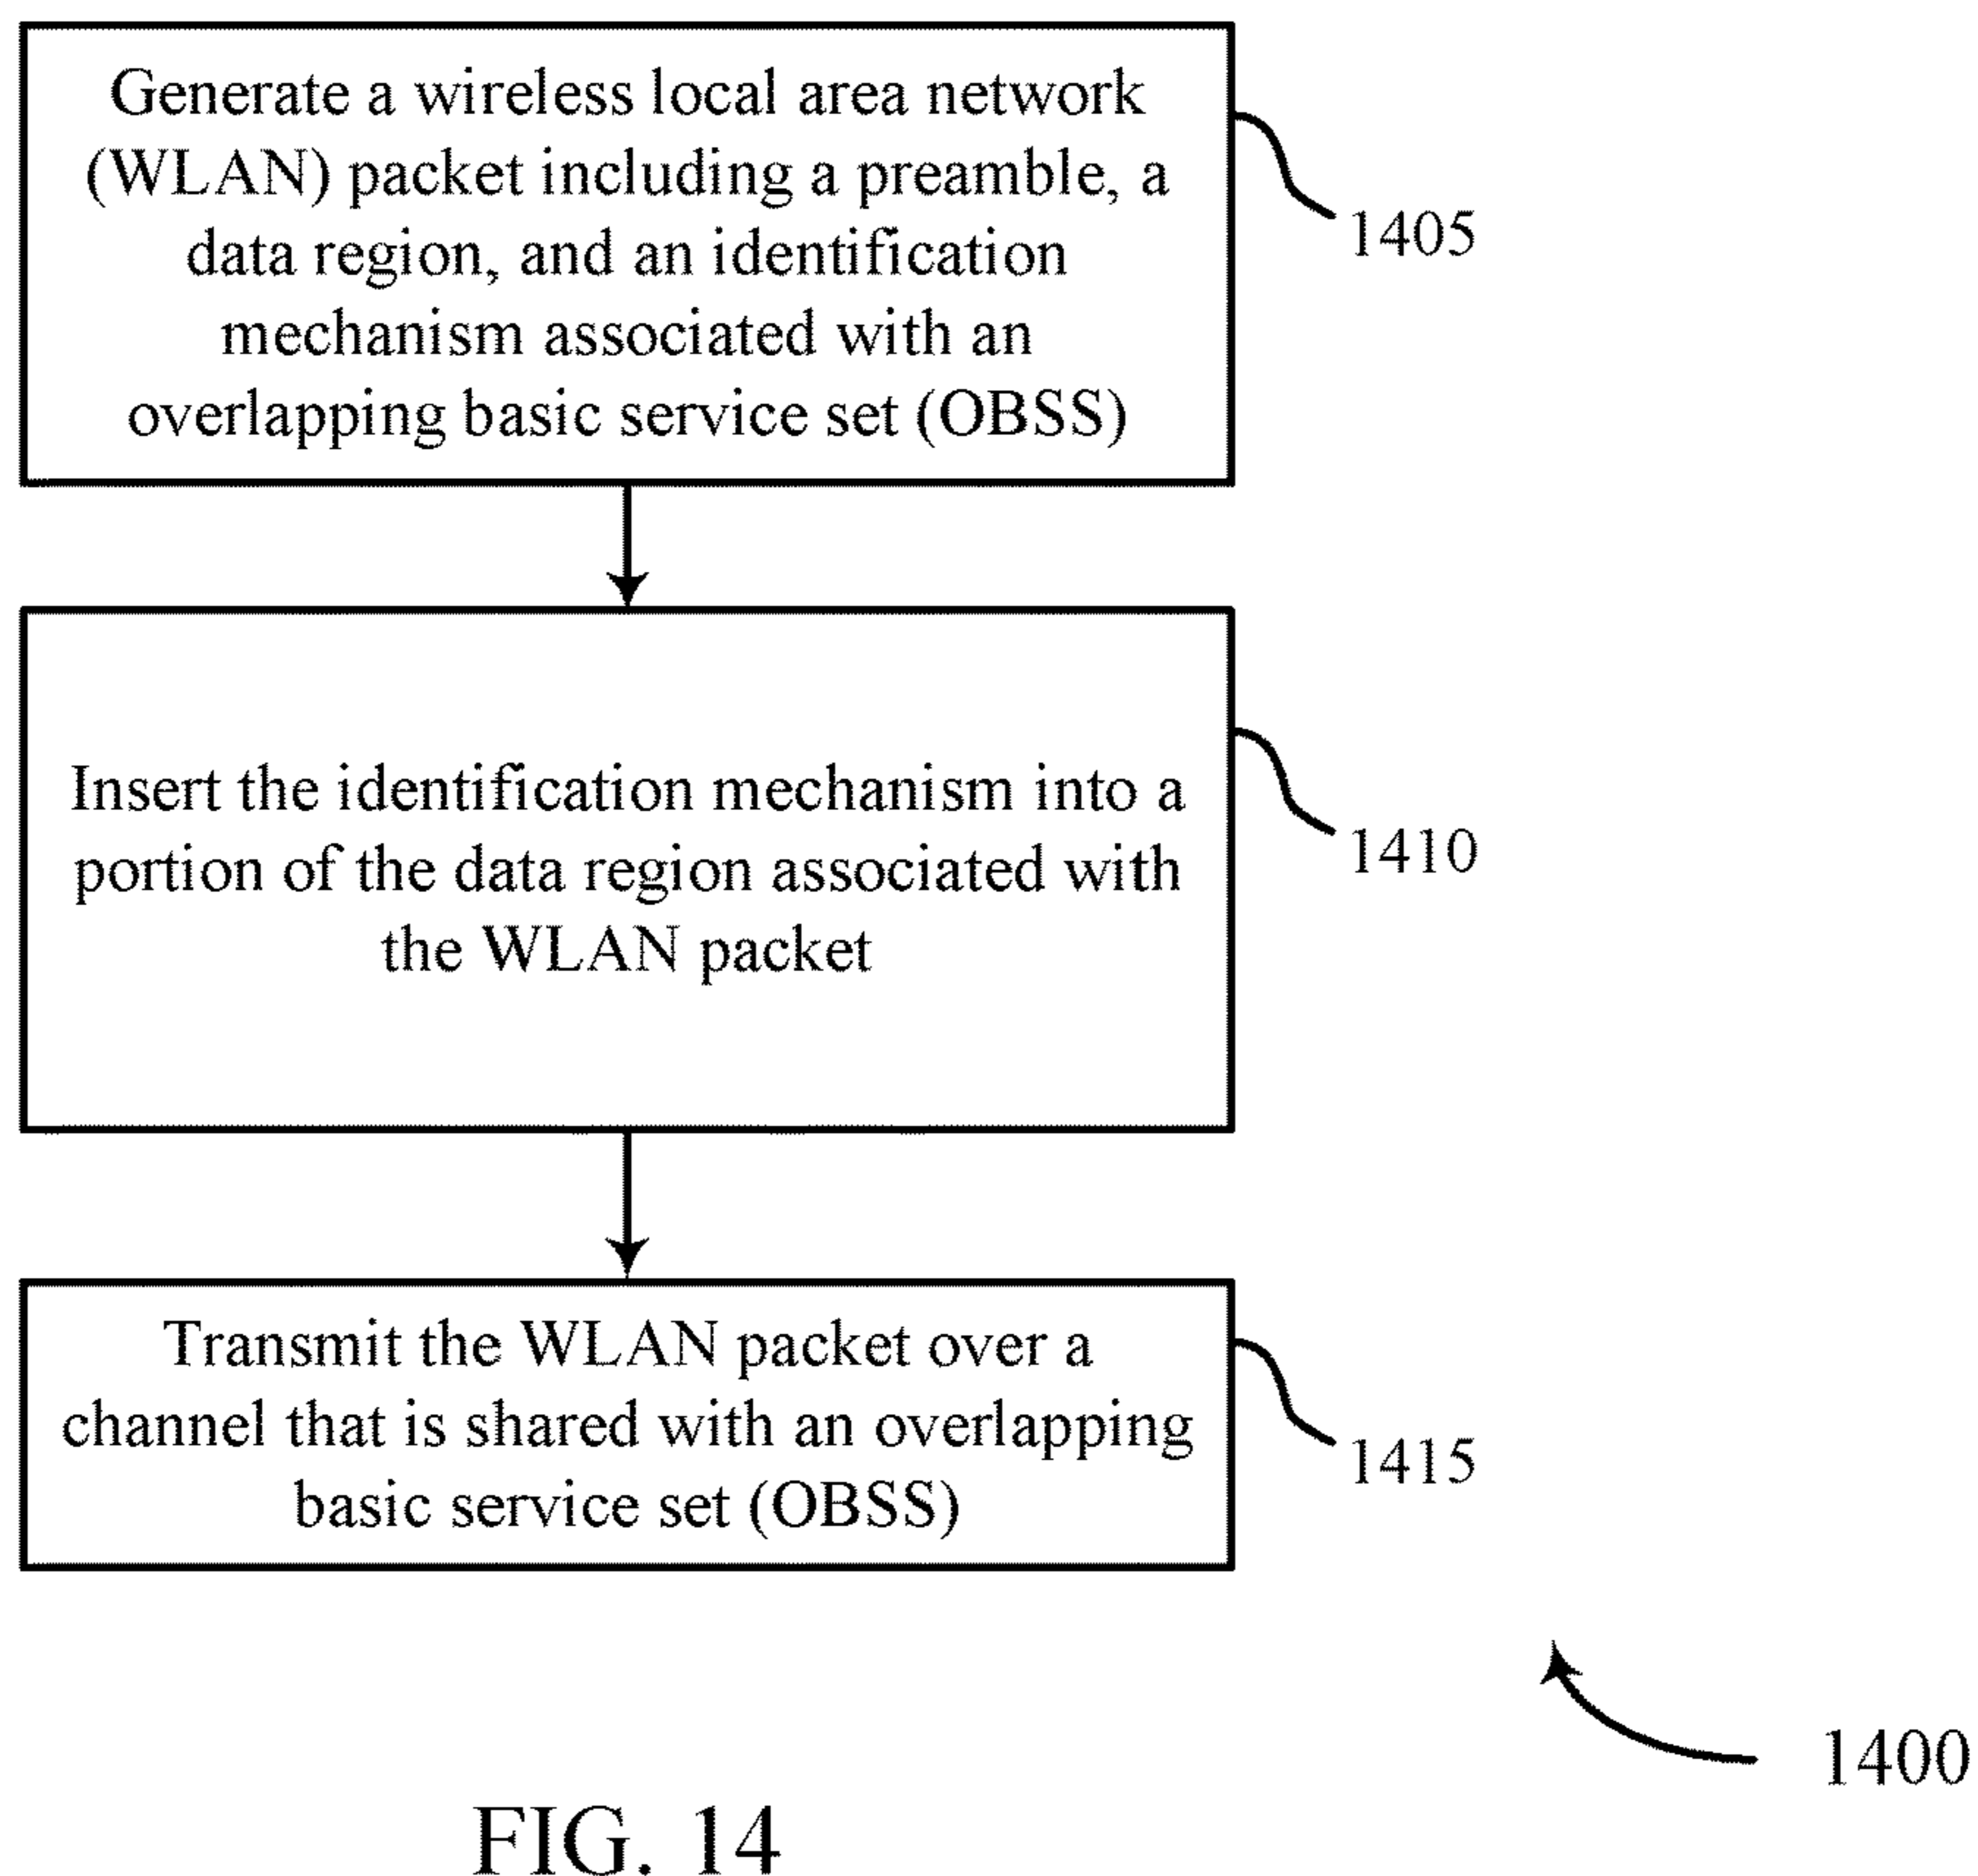 Generate a wireless local area network
(WLAN) packet including a preamble, a
data region, and an identification
mechanism associated with an
overlapping basic service set (OBSS)
1405
Insert the identification mechanism into a
portion of the data region associated with
the WLAN packet
1410
Transmit the WLAN packet over a
channel that is shared with an overlapping
basic service set (OBSS)
1415
1400
FIG. 14